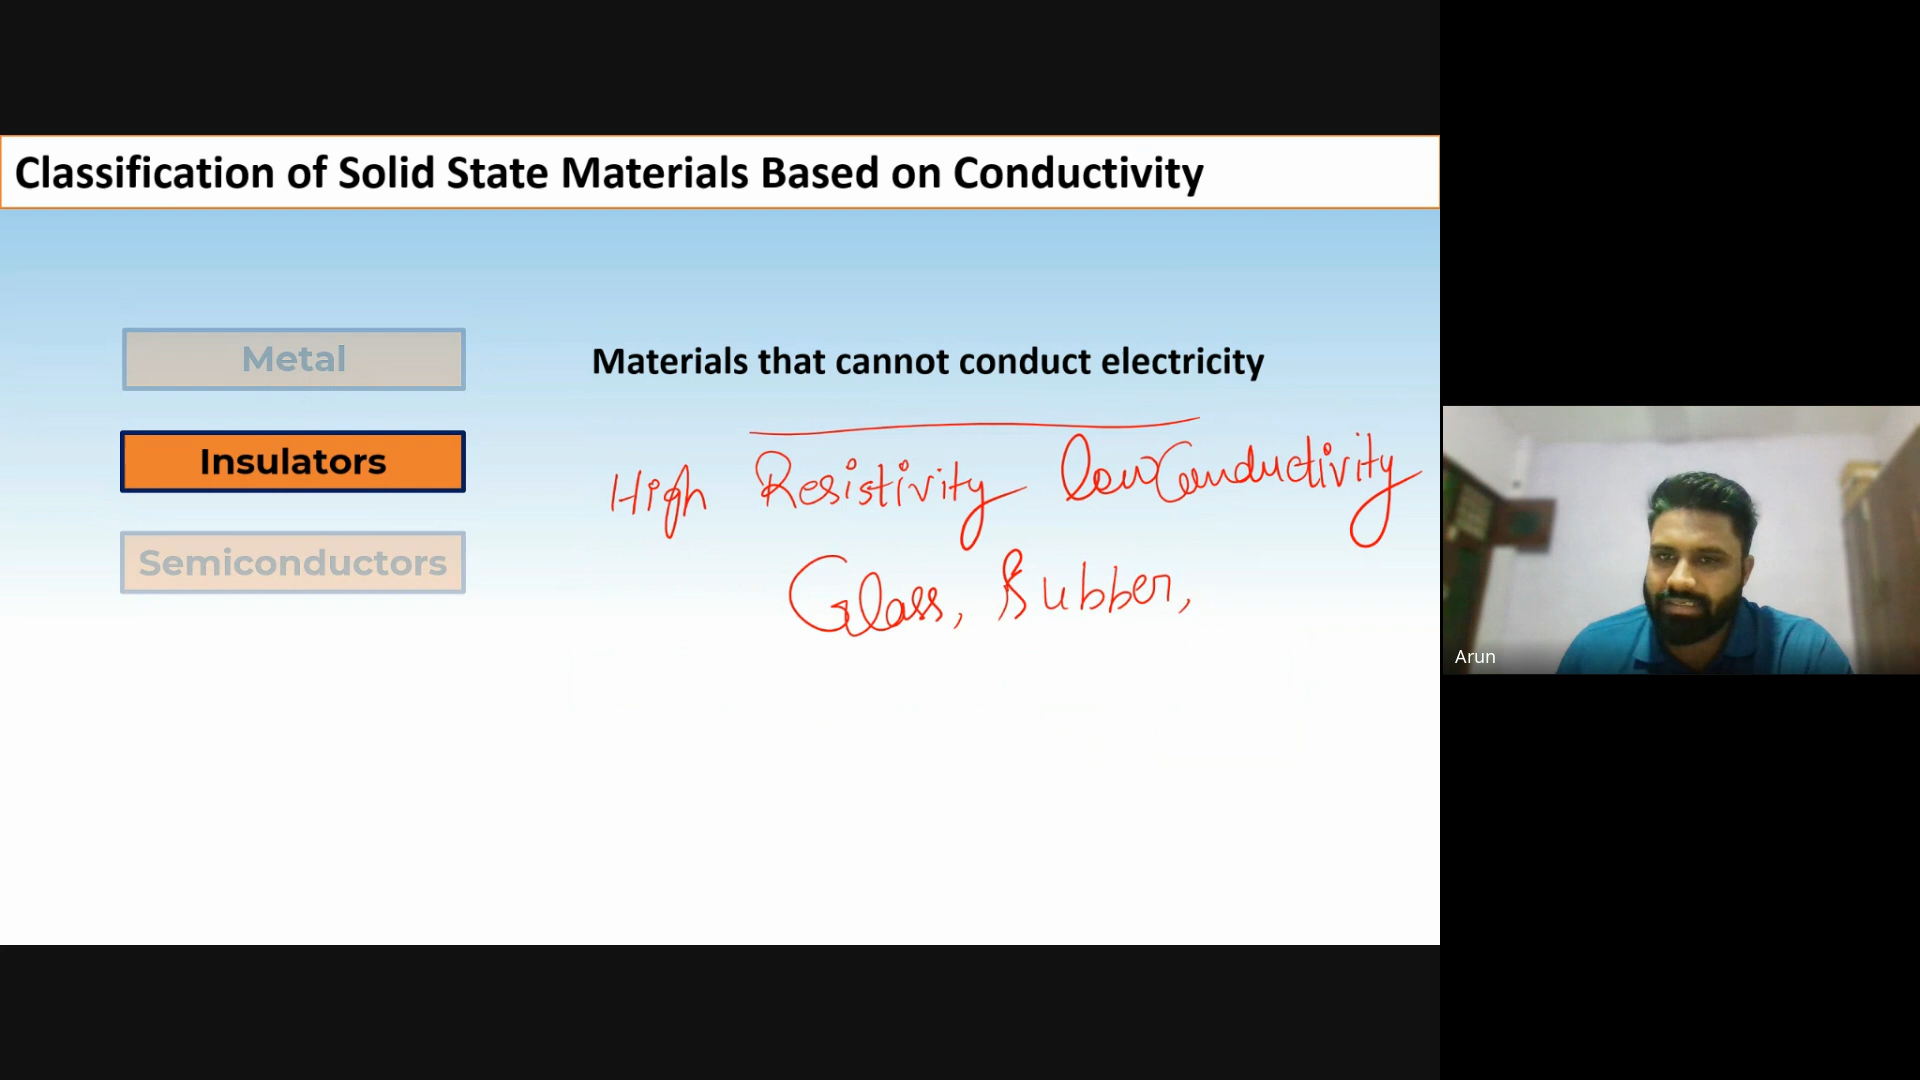 Classification of Solid State Materials Based on Conductivity
Metal
Insulators
Semiconductors
Materials that cannot conduct electricity
High Resistivity low Conductivity
Glass, Rubber,
Arun